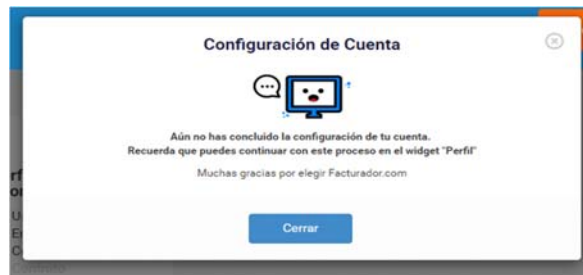 Configuración de Cuenta
Aún no has concluido la configuración de tu cuenta.
Recuerda que puedes continuar con este proceso en el widget "Perfil"
Muchas gracias por elegir Facturador.com
Cerrar